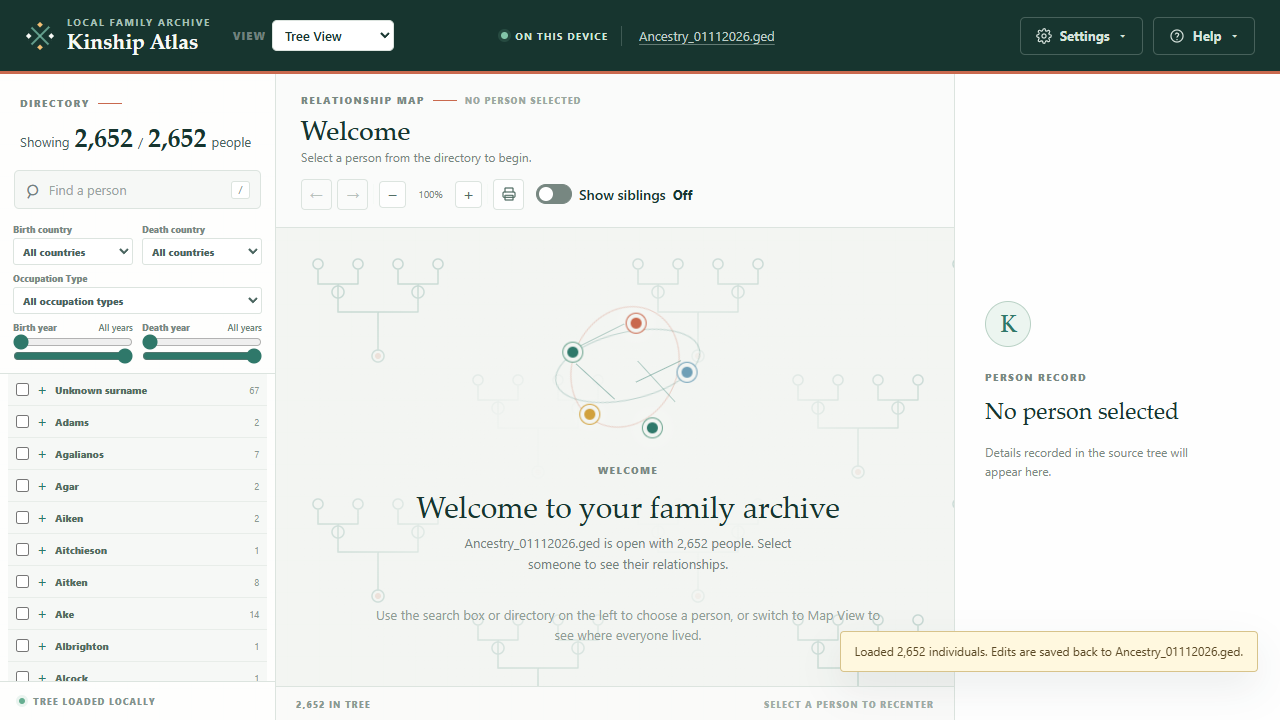 LOCAL FAMILY ARCHIVE
Kinship Atlas
VIEW
Tree View
ON THIS DEVICE
Ancestry_01112026.ged
Settings
Help
DIRECTORY
Showing 2,652 / 2,652 people
Find a person
/
Birth country
Death country
All countries
All countries
Occupation Type
All occupation types
Birth year
All years
Death year
All years
+ Unknown surname 67
+ Adams 2
+ Agalianos 7
+ Agar 2
+ Aiken 2
+ Aitchieson 1
+ Aitken 8
+ Ake 14
+ Albrighton 1
+ Alcock 1
TREE LOADED LOCALLY
RELATIONSHIP MAP
NO PERSON SELECTED
Welcome
Select a person from the directory to begin.
← → − 100% +
Show siblings Off
WELCOME
Welcome to your family archive
Ancestry_01112026.ged is open with 2,652 people. Select
someone to see their relationships.
Use the search box or directory on the left to choose a person, or switch to Map View to
see where everyone lived.
2,652 IN TREE
SELECT A PERSON TO RECENTER
K
PERSON RECORD
No person selected
Details recorded in the source tree will
appear here.
Loaded 2,652 individuals. Edits are saved back to Ancestry_01112026.ged.